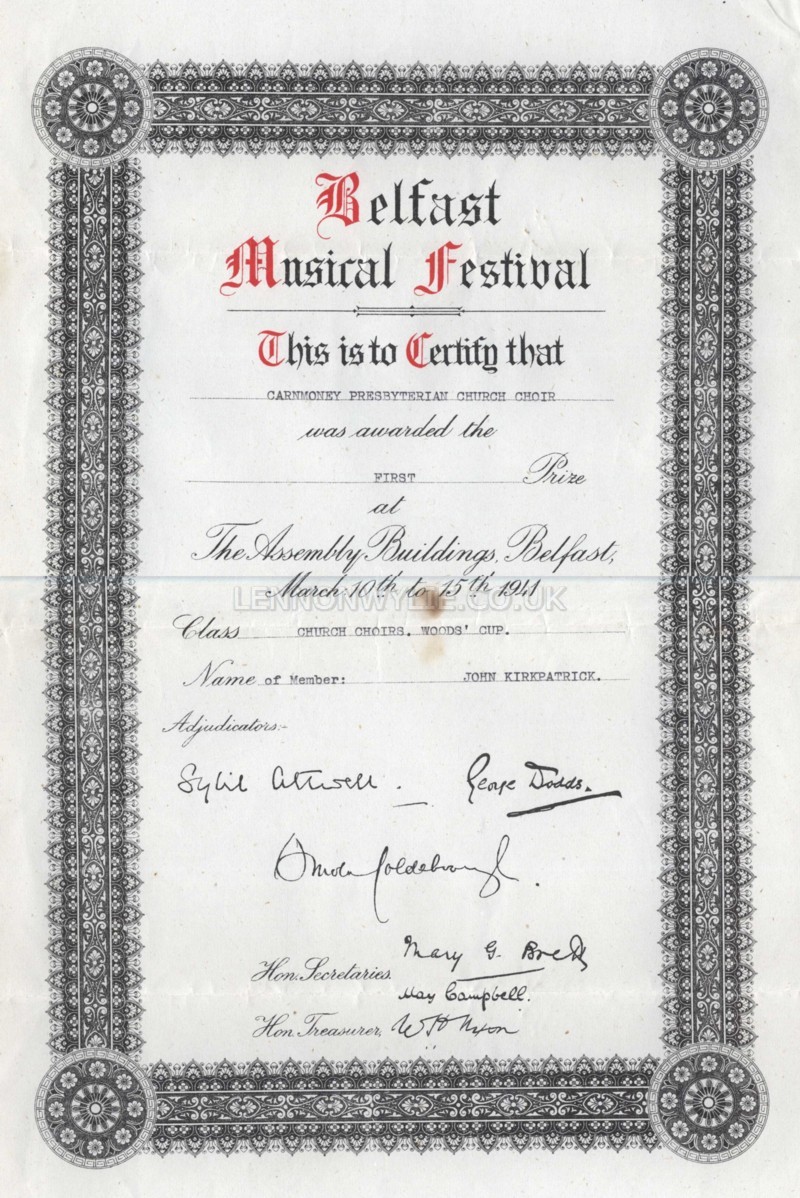 Belfast
Musical Festival
This is to Certify that
CARNMONEY PRESBYTERIAN CHURCH CHOIR
was awarded the
FIRST Prize
at
The Assembly Buildings, Belfast,
March 10th to 15th 1941
LENNONWYLIE.CO.UK
Class CHURCH CHOIRS. WOODS' CUP.
Name of Member: JOHN KIRKPATRICK.
Adjudicators:-
Sybil Attwell. George Dodds.
Goldsbrough.
Hon. Secretaries. Mary G. Brett
May Campbell.
Hon Treasurer, W H Nixon